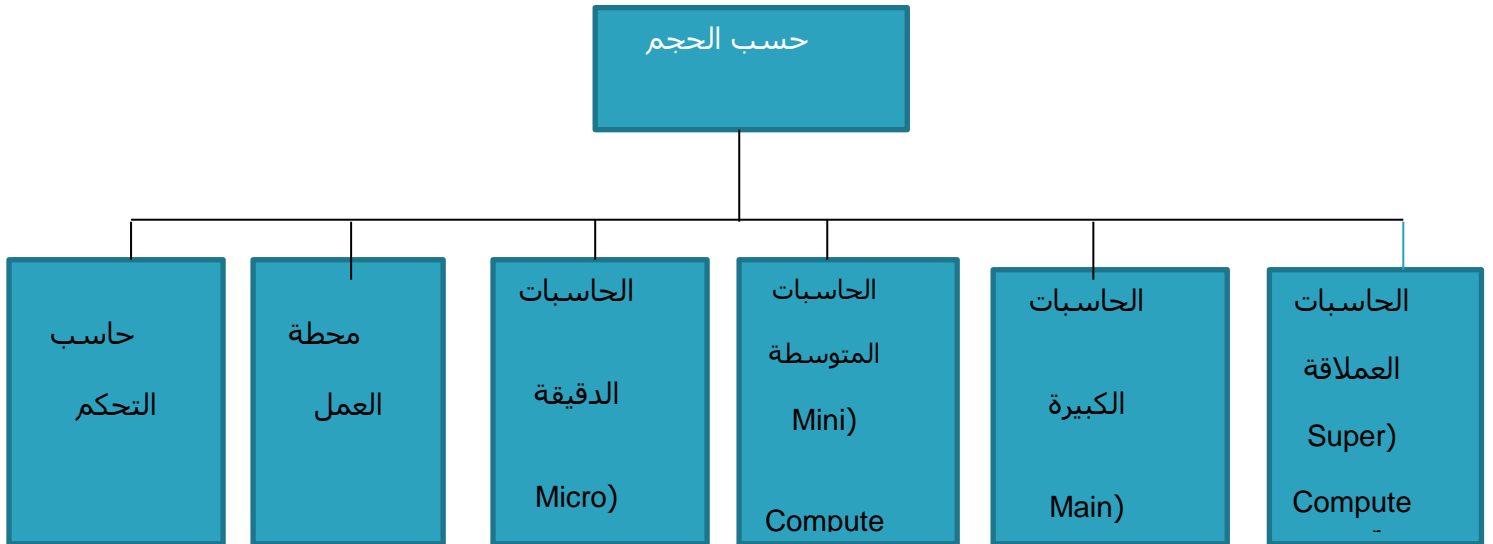 حسب الحجم
الحاسبات
العملاقة
(Super
Compute
الحاسبات
الكبيرة
(Main
الحاسبات
المتوسطة
(Mini
Compute
الحاسبات
الدقيقة
(Micro
محطة
العمل
حاسب
التحكم